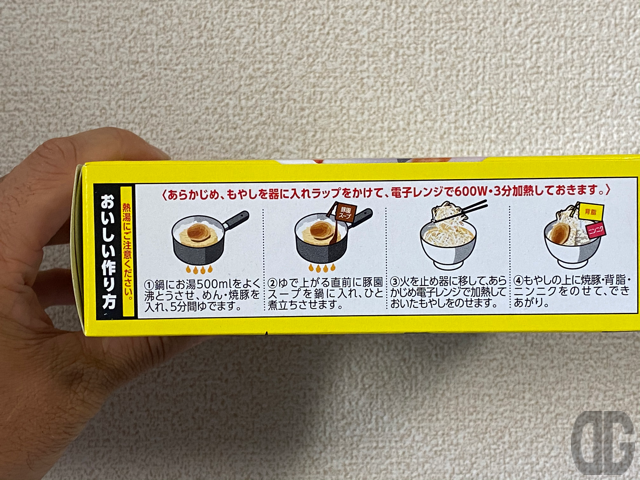 おいしい作り方
熱湯にご注意ください。
〈あらかじめ、もやしを器に入れラップをかけて、電子レンジで600W・3分加熱しておきます。〉
豚園
スープ
背脂
ニンニク
①鍋にお湯500mlをよく
沸とうさせ、めん・焼豚を
入れ、5分間ゆでます。
②ゆで上がる直前に豚園
スープを鍋に入れ、ひと
煮立ちさせます。
③火を止め器に移して、あら
かじめ電子レンジで加熱して
おいたもやしをのせます。
④もやしの上に焼豚・背脂・
ニンニクをのせて、でき
あがり。
DG